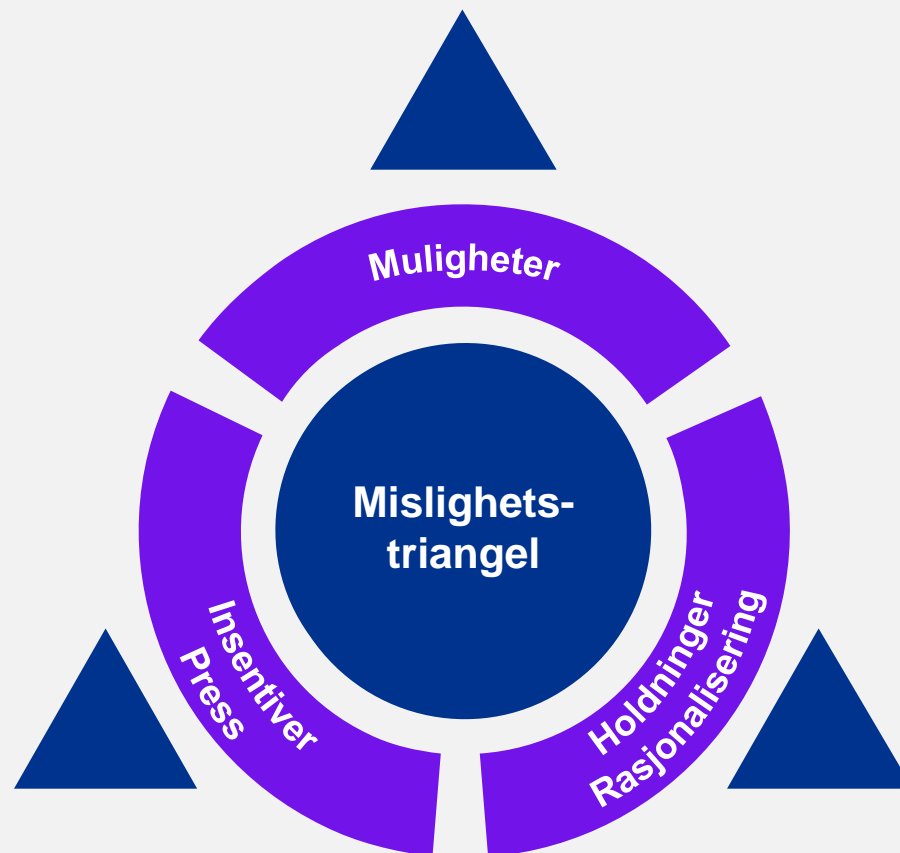 Muligheter
Mislighets-
triangel
Insentiver
Press
Holdninger
Rasjonalisering